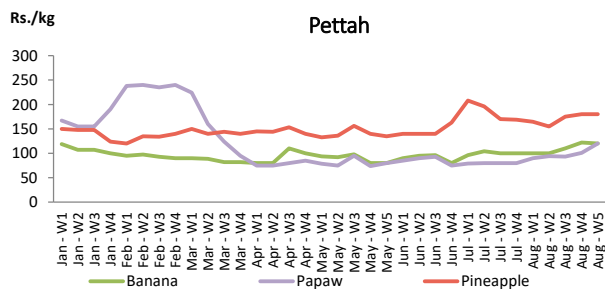 Rs./kg
Pettah
300
250
200
150
100
50
0
Jan - W1
Jan - W2
Jan - W3
Jan - W4
Feb - W1
Feb - W2
Feb - W3
Feb - W4
Mar - W1
Mar - W2
Mar - W3
Mar - W4
Apr - W1
Apr - W2
Apr - W3
Apr - W4
May - W1
May - W2
May - W3
May - W4
May - W5
Jun - W1
Jun - W2
Jun - W3
Jun - W4
Jul - W1
Jul - W2
Jul - W3
Jul - W4
Aug - W1
Aug - W2
Aug - W3
Aug - W4
Aug - W5
Banana Papaw Pineapple